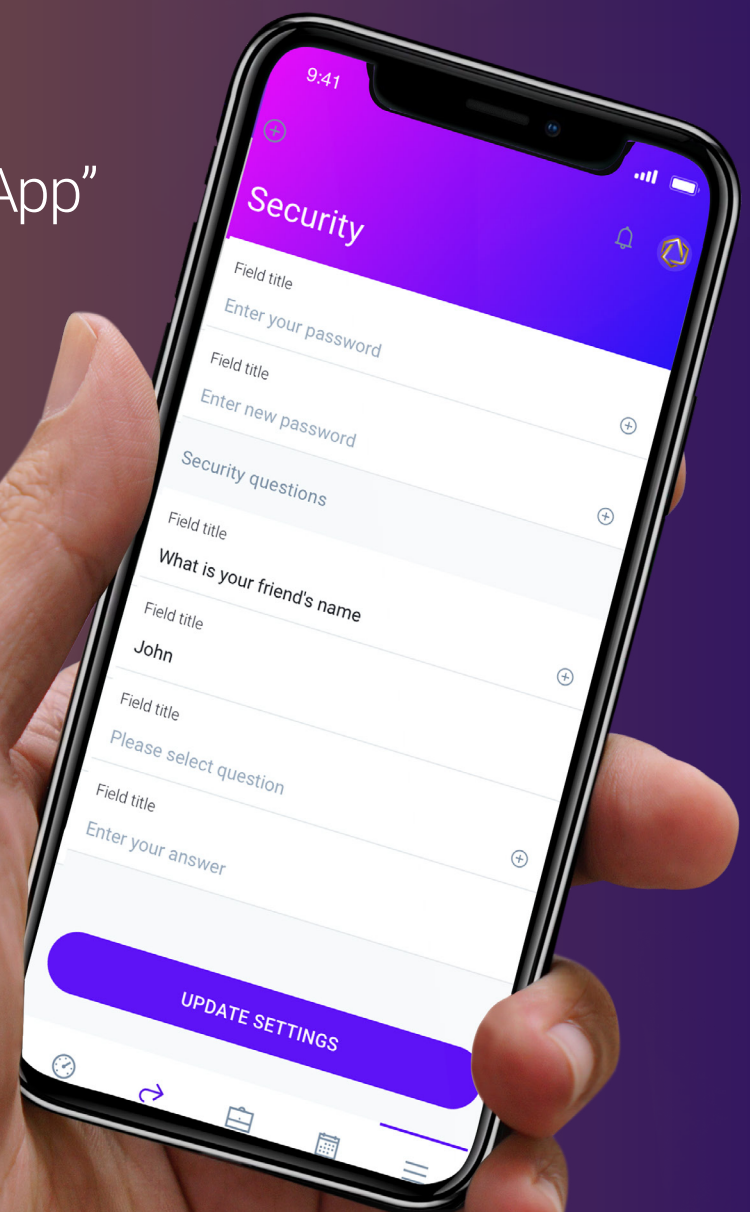 App”
9:41
Security
Field title
Enter your password
Field title
Enter new password
Security questions
Field title
What is your friend's name
Field title
John
Field title
Please select question
Field title
Enter your answer
UPDATE SETTINGS